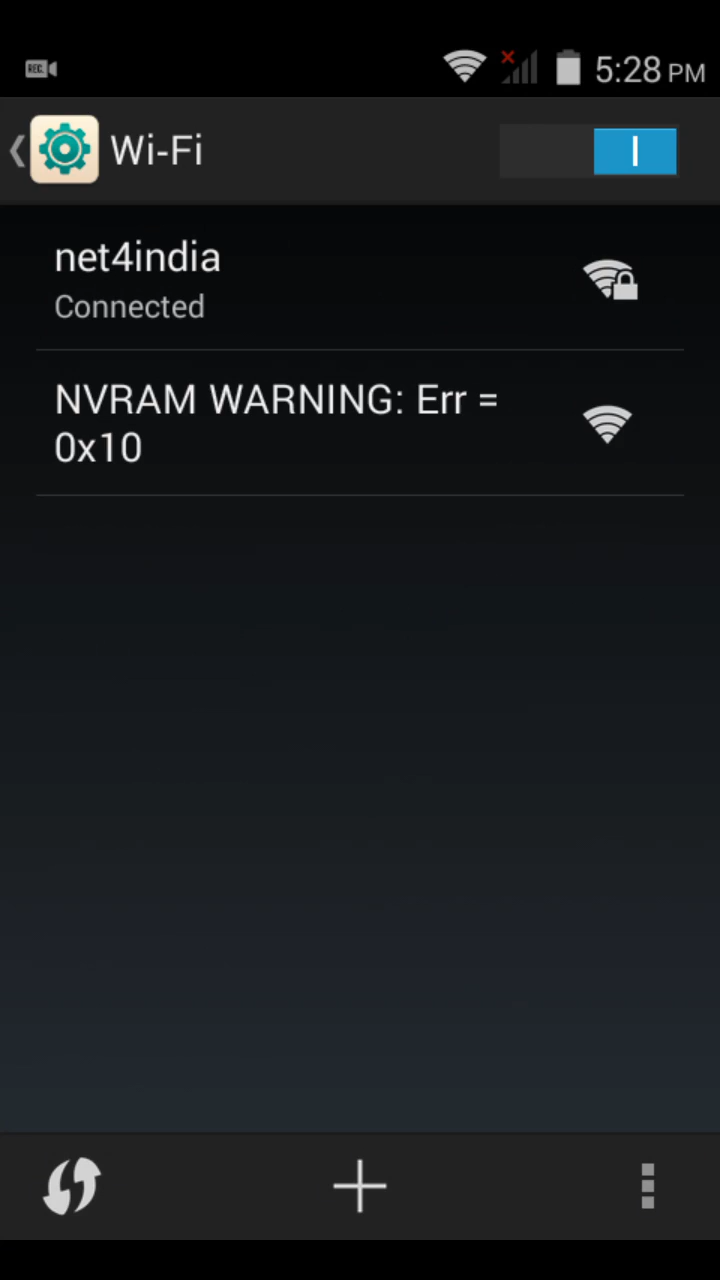 REC
5:28 PM
Wi-Fi
net4india
Connected
NVRAM WARNING: Err =
0x10